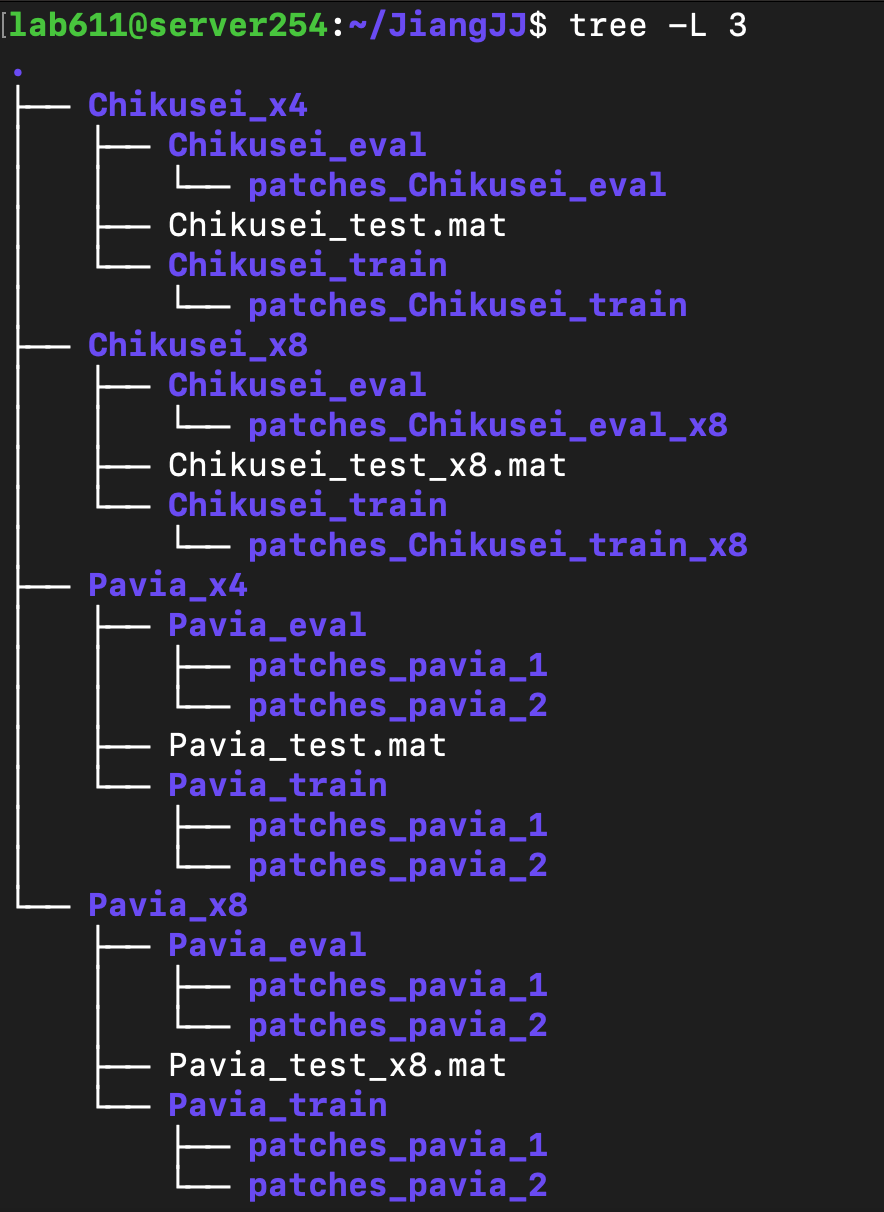 [lab611@server254:~/JiangJJ$ tree -L 3
.
├── Chikusei_x4
│   ├── Chikusei_eval
│   │   └── patches_Chikusei_eval
│   ├── Chikusei_test.mat
│   └── Chikusei_train
│       └── patches_Chikusei_train
├── Chikusei_x8
│   ├── Chikusei_eval
│   │   └── patches_Chikusei_eval_x8
│   ├── Chikusei_test_x8.mat
│   └── Chikusei_train
│       └── patches_Chikusei_train_x8
├── Pavia_x4
│   ├── Pavia_eval
│   │   ├── patches_pavia_1
│   │   └── patches_pavia_2
│   ├── Pavia_test.mat
│   └── Pavia_train
│       ├── patches_pavia_1
│       └── patches_pavia_2
└── Pavia_x8
    ├── Pavia_eval
    │   ├── patches_pavia_1
    │   └── patches_pavia_2
    ├── Pavia_test_x8.mat
    └── Pavia_train
        ├── patches_pavia_1
        └── patches_pavia_2